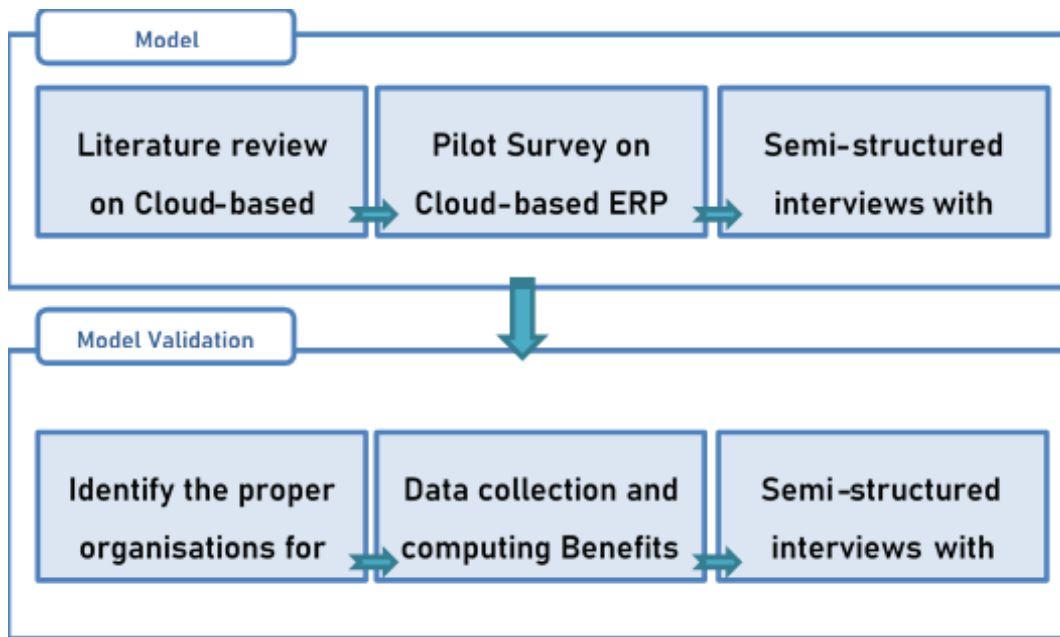 Model
Literature review
on Cloud-based
Pilot Survey on
Cloud-based ERP
Semi-structured
interviews with
Model Validation
Identify the proper
organisations for
Data collection and
computing Benefits
Semi-structured
interviews with